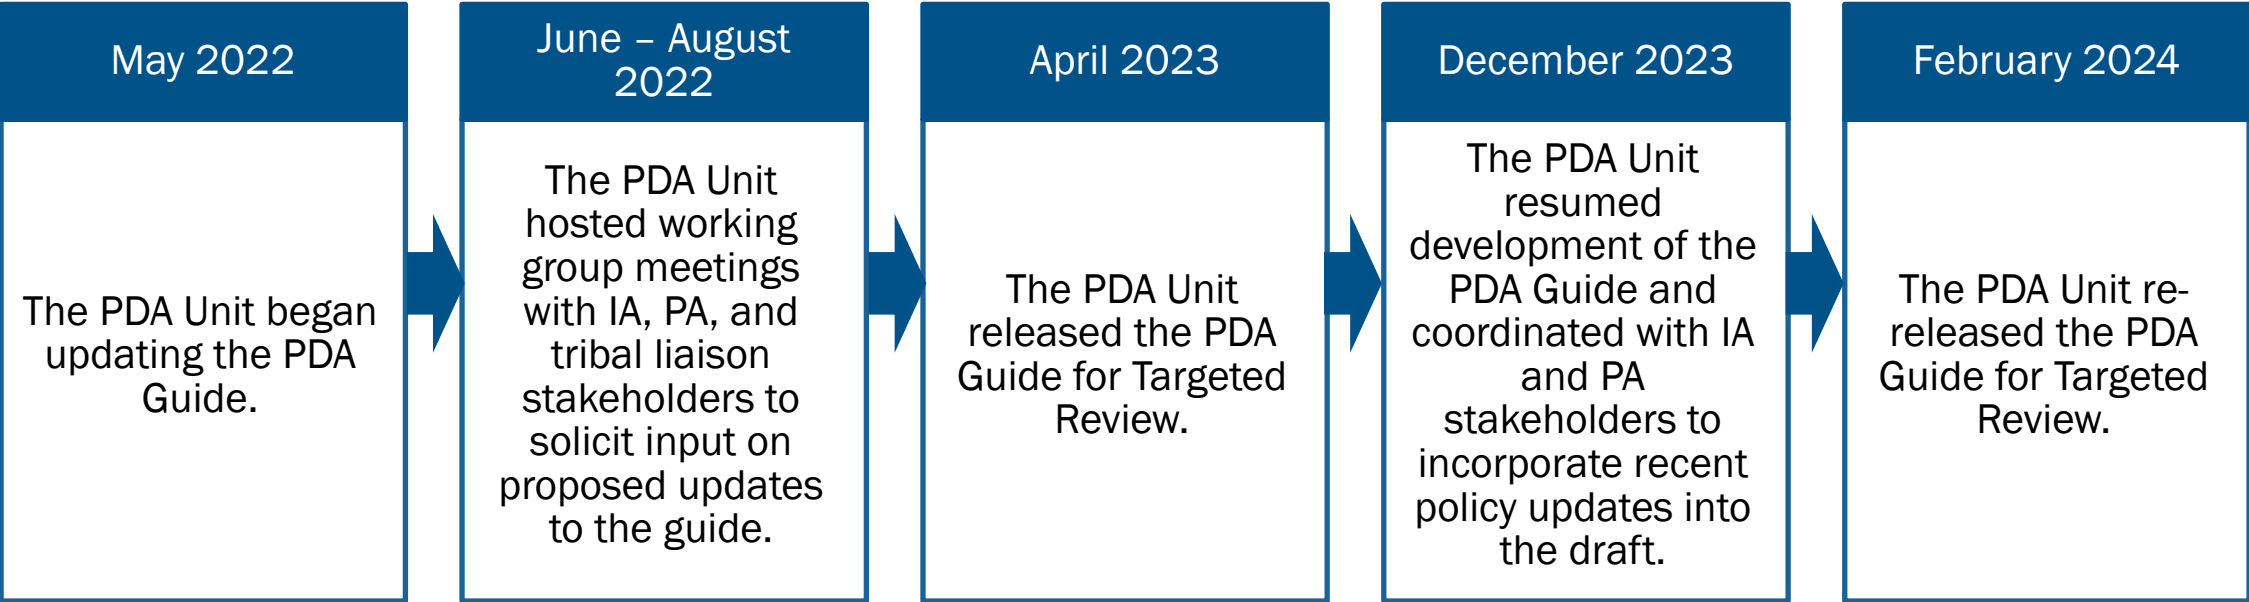 May 2022
The PDA Unit began
updating the PDA
Guide.
June – August
2022
The PDA Unit
hosted working
group meetings
with IA, PA, and
tribal liaison
stakeholders to
solicit input on
proposed updates
to the guide.
April 2023
The PDA Unit
released the PDA
Guide for Targeted
Review.
December 2023
The PDA Unit
resumed
development of the
PDA Guide and
coordinated with IA
and PA
stakeholders to
incorporate recent
policy updates into
the draft.
February 2024
The PDA Unit re-
released the PDA
Guide for Targeted
Review.